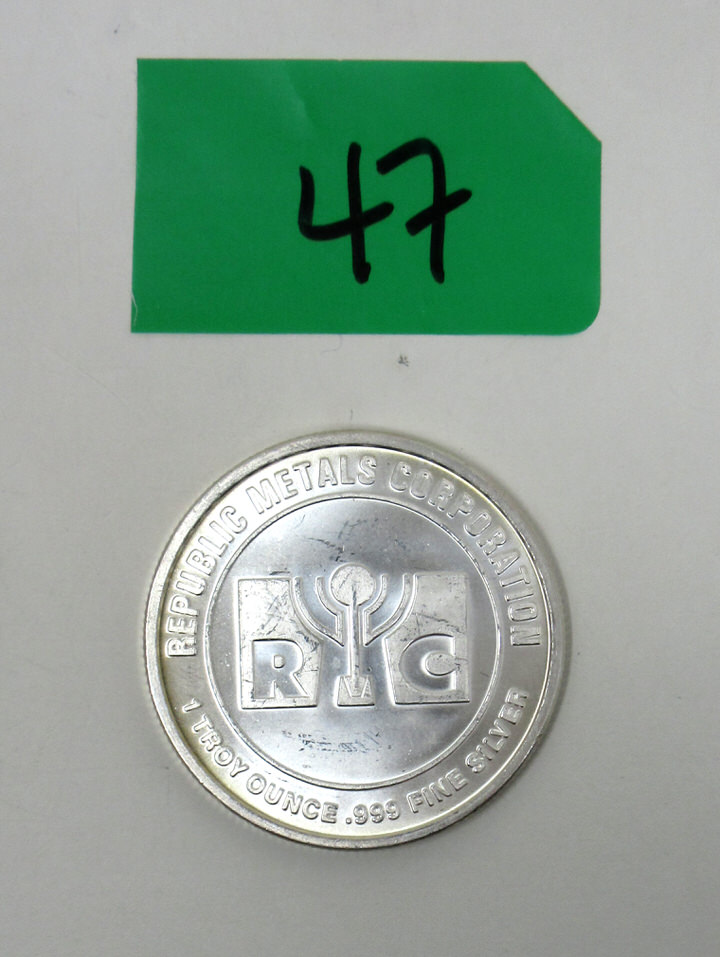 47
REPUBLIC METALS CORPORATION
R C
1 TROY OUNCE .999 FINE SILVER